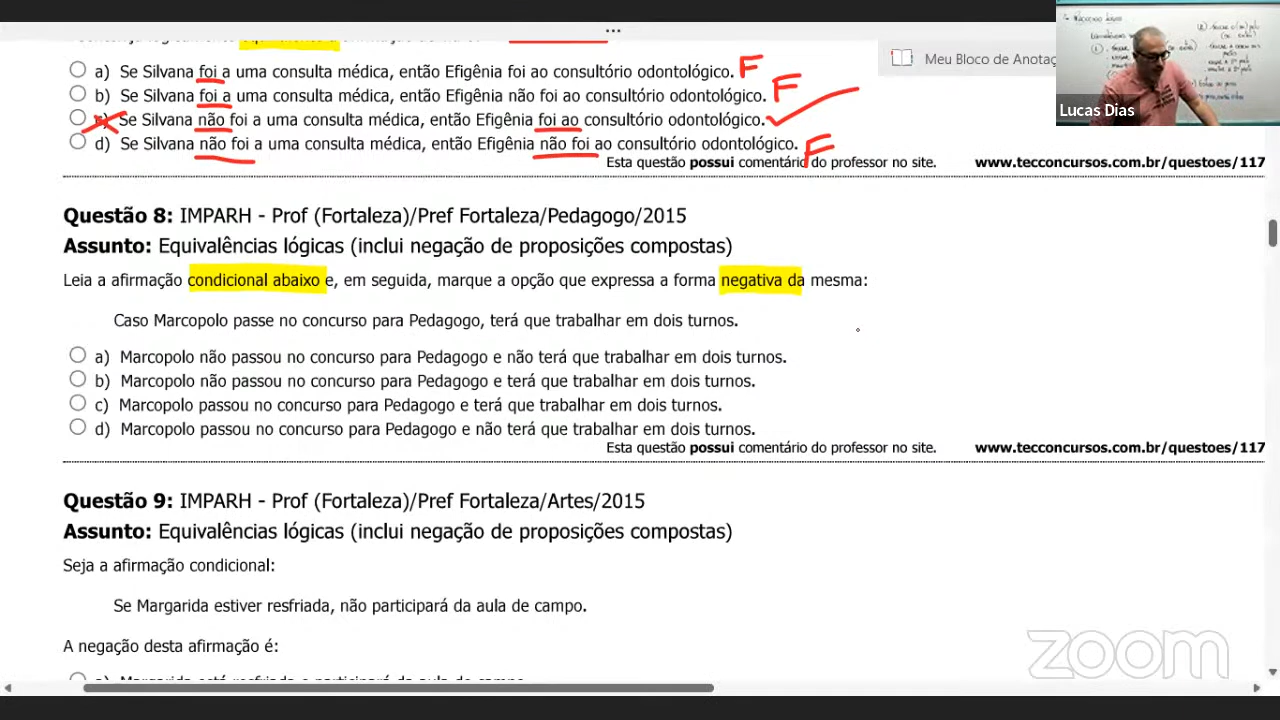 a) Se Silvana foi a uma consulta médica, então Efigênia foi ao consultório odontológico. F
b) Se Silvana foi a uma consulta médica, então Efigênia não foi ao consultório odontológico. F
Se Silvana não foi a uma consulta médica, então Efigênia foi ao consultório odontológico.
d) Se Silvana não foi a uma consulta médica, então Efigênia não foi ao consultório odontológico. F
Esta questão possui comentário do professor no site. www.tecconcursos.com.br/questoes/117
Meu Bloco de Anotaç
Lucas Dias
Questão 8: IMPARH - Prof (Fortaleza)/Pref Fortaleza/Pedagogo/2015
Assunto: Equivalências lógicas (inclui negação de proposições compostas)
Leia a afirmação condicional abaixo e, em seguida, marque a opção que expressa a forma negativa da mesma:
Caso Marcopolo passe no concurso para Pedagogo, terá que trabalhar em dois turnos.
a) Marcopolo não passou no concurso para Pedagogo e não terá que trabalhar em dois turnos.
b) Marcopolo não passou no concurso para Pedagogo e terá que trabalhar em dois turnos.
c) Marcopolo passou no concurso para Pedagogo e terá que trabalhar em dois turnos.
d) Marcopolo passou no concurso para Pedagogo e não terá que trabalhar em dois turnos.
Esta questão possui comentário do professor no site. www.tecconcursos.com.br/questoes/117
Questão 9: IMPARH - Prof (Fortaleza)/Pref Fortaleza/Artes/2015
Assunto: Equivalências lógicas (inclui negação de proposições compostas)
Seja a afirmação condicional:
Se Margarida estiver resfriada, não participará da aula de campo.
A negação desta afirmação é:
a) Margarida está resfriada e participará da aula de campo.
zoom